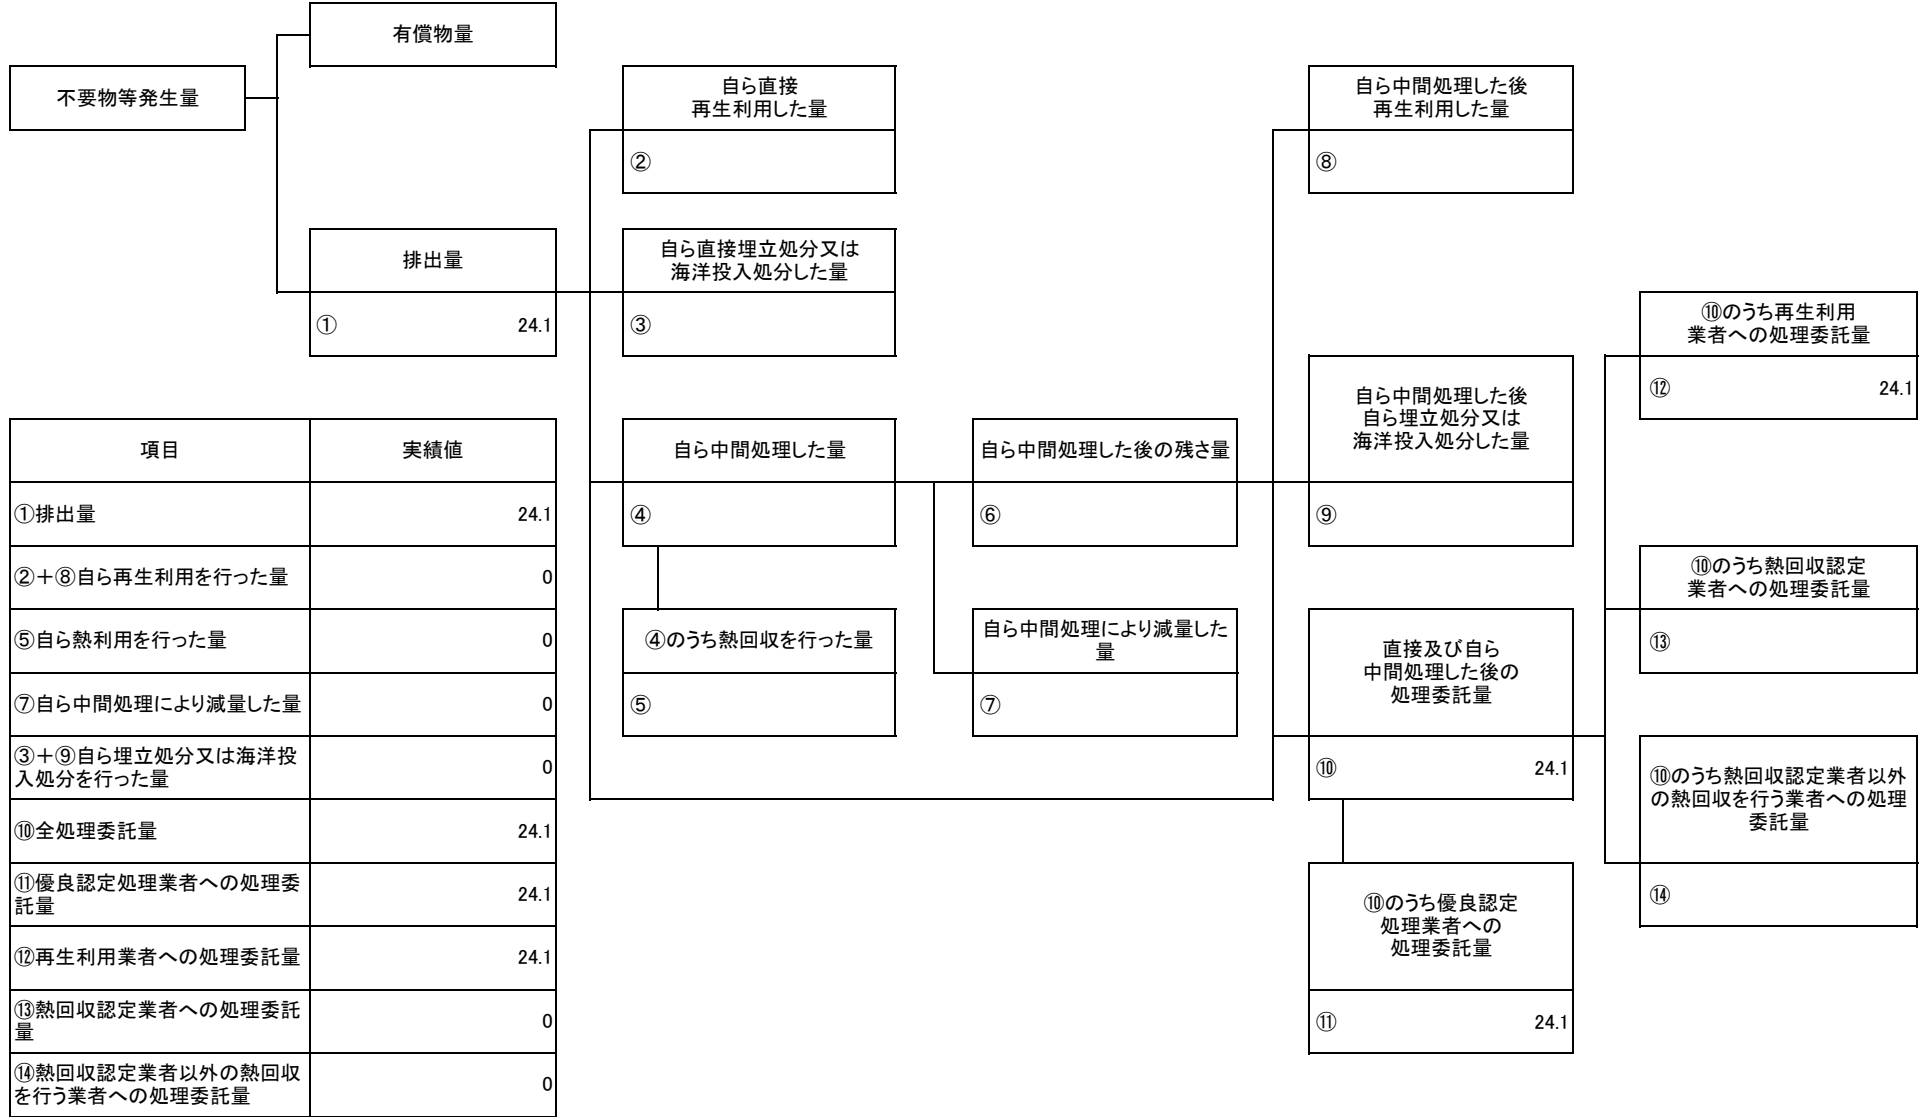 有償物量
不要物等発生量
自ら直接
再生利用した量
②
自ら中間処理した後
再生利用した量
⑧
排出量
① 24.1
自ら直接埋立処分又は
海洋投入処分した量
③
⑩のうち再生利用
業者への処理委託量
⑫ 24.1
自ら中間処理した後
自ら埋立処分又は
海洋投入処分した量
⑨
自ら中間処理した量
④
自ら中間処理した後の残さ量
⑥
④のうち熱回収を行った量
⑤
自ら中間処理により減量した
量
⑦
直接及び自ら
中間処理した後の
処理委託量
⑩ 24.1
⑩のうち熱回収認定
業者への処理委託量
⑬
⑩のうち熱回収認定業者以外
の熱回収を行う業者への処理
委託量
⑭
⑩のうち優良認定
処理業者への
処理委託量
⑪ 24.1
項目 実績値
①排出量 24.1
②+⑧自ら再生利用を行った量 0
⑤自ら熱利用を行った量 0
⑦自ら中間処理により減量した量 0
③+⑨自ら埋立処分又は海洋投
入処分を行った量 0
⑩全処理委託量 24.1
⑪優良認定処理業者への処理委
託量 24.1
⑫再生利用業者への処理委託量 24.1
⑬熱回収認定業者への処理委託
量 0
⑭熱回収認定業者以外の熱回収
を行う業者への処理委託量 0